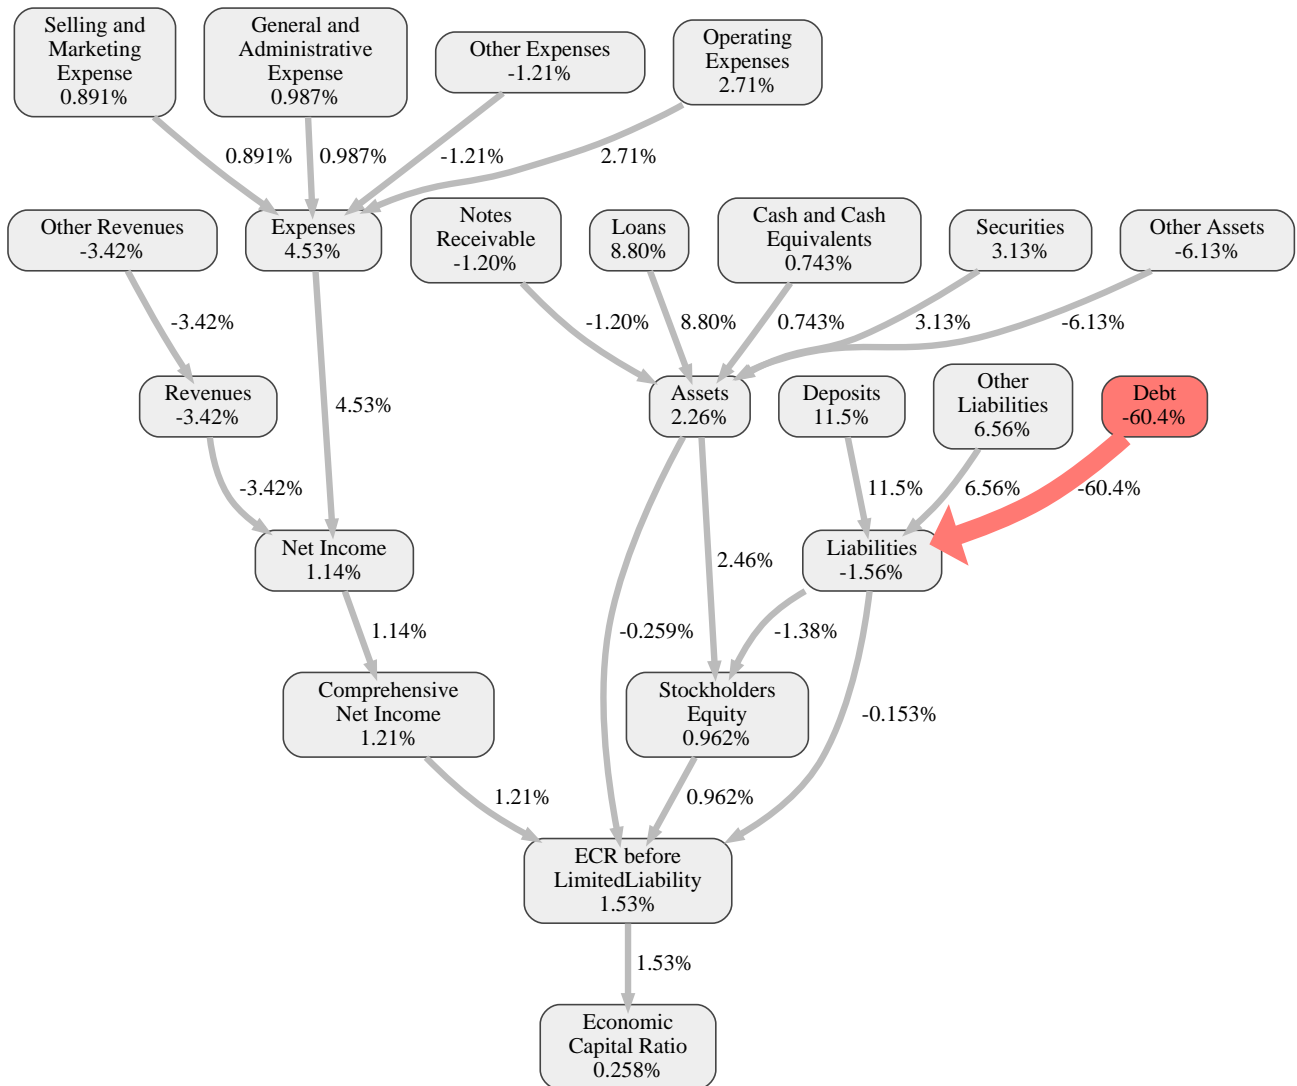 Selling and
Marketing
Expense
0.891%
General and
Administrative
Expense
0.987%
Other Expenses
-1.21%
Operating
Expenses
2.71%
0.891%
0.987%
-1.21%
2.71%
Other Revenues
-3.42%
Expenses
4.53%
Notes
Receivable
-1.20%
Loans
8.80%
Cash and Cash
Equivalents
0.743%
Securities
3.13%
Other Assets
-6.13%
-3.42%
-1.20%
8.80%
0.743%
3.13%
-6.13%
Revenues
-3.42%
4.53%
Assets
2.26%
Deposits
11.5%
Other
Liabilities
6.56%
Debt
-60.4%
-3.42%
11.5%
6.56%
-60.4%
Net Income
1.14%
2.46%
Liabilities
-1.56%
1.14%
-0.259%
-1.38%
Comprehensive
Net Income
1.21%
Stockholders
Equity
0.962%
-0.153%
1.21%
0.962%
ECR before
LimitedLiability
1.53%
1.53%
Economic
Capital Ratio
0.258%